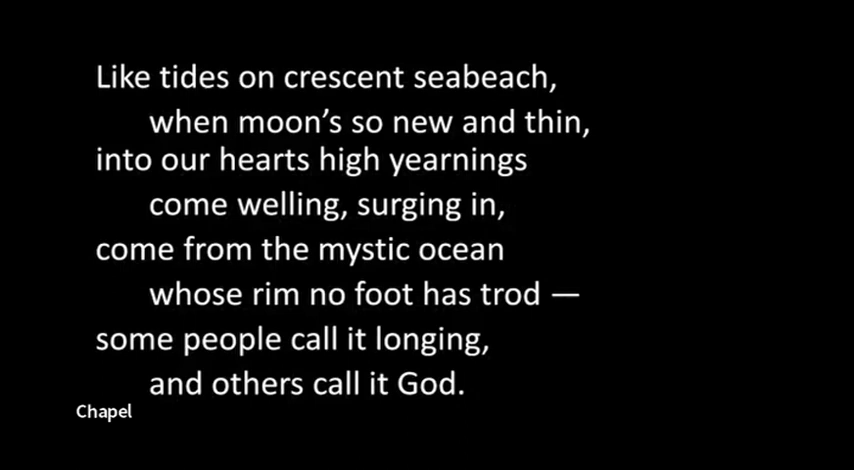 Like tides on crescent seabeach,
when moon’s so new and thin,
into our hearts high yearnings
come welling, surging in,
come from the mystic ocean
whose rim no foot has trod —
some people call it longing,
and others call it God.
Chapel